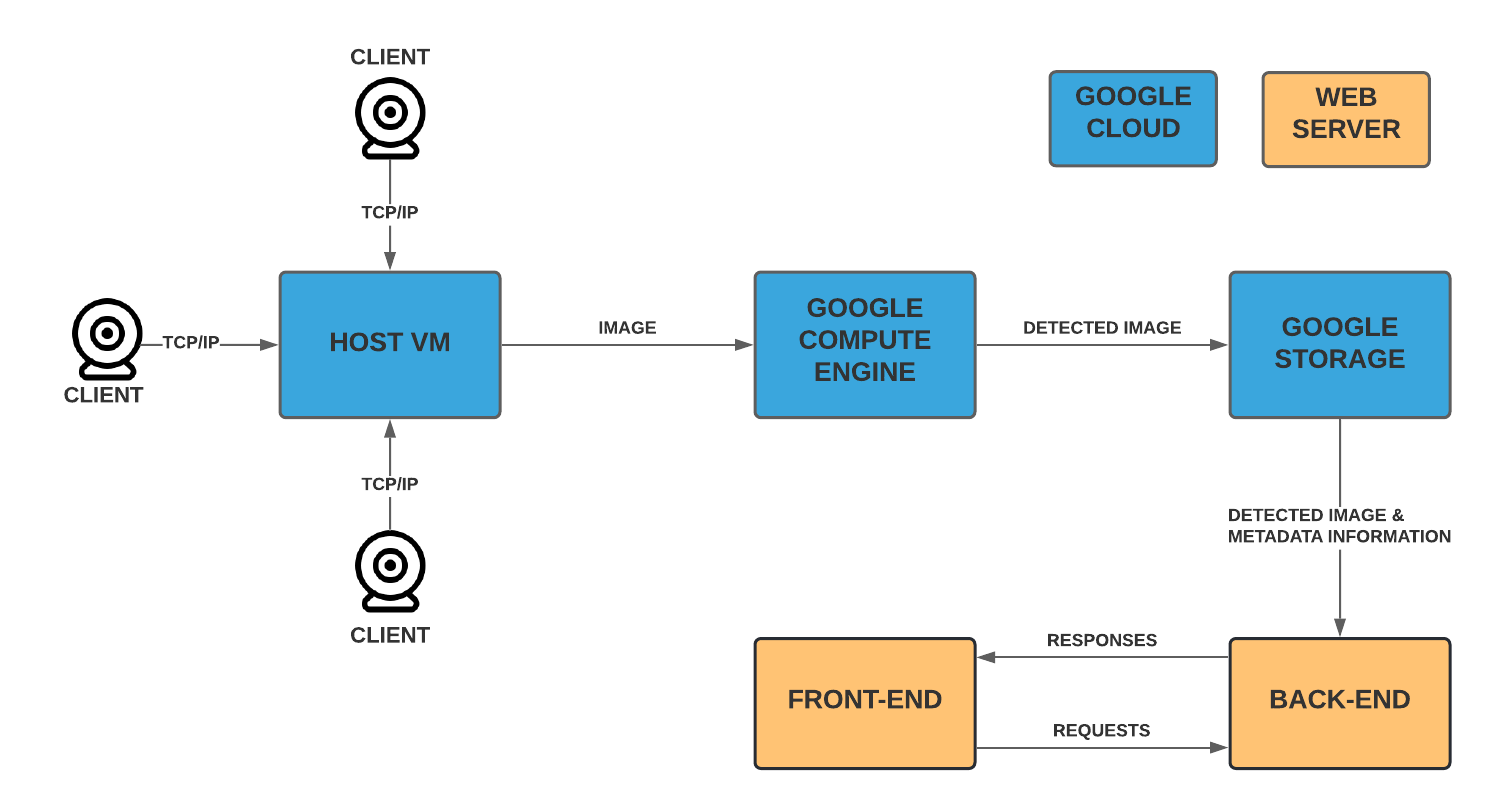 CLIENT
GOOGLE
CLOUD
WEB
SERVER
TCP/IP
TCP/IP
CLIENT
HOST VM
IMAGE
GOOGLE
COMPUTE
ENGINE
DETECTED IMAGE
GOOGLE
STORAGE
TCP/IP
CLIENT
DETECTED IMAGE &
METADATA INFORMATION
FRONT-END
RESPONSES
REQUESTS
BACK-END